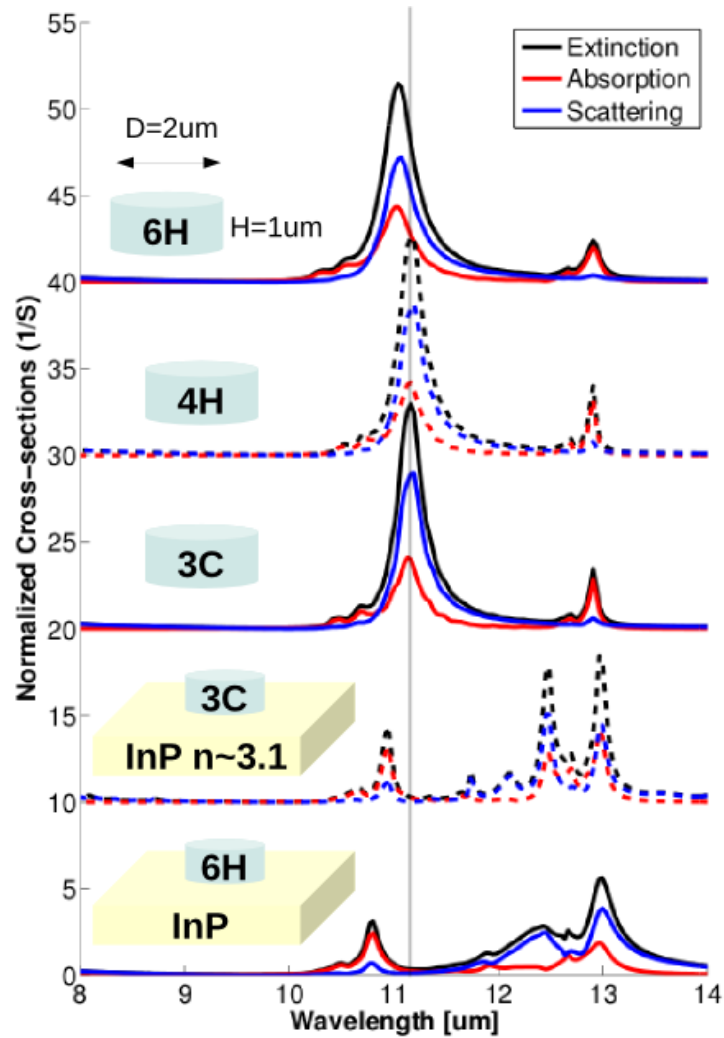 Extinction
Absorption
Scattering
D=2um
6H
H=1um
4H
3C
3C
InP n~3.1
6H
InP
Normalized Cross-sections (1/S)
55
50
45
40
35
30
25
20
15
10
5
0
8
9
10
11
12
13
14
Wavelength [um]